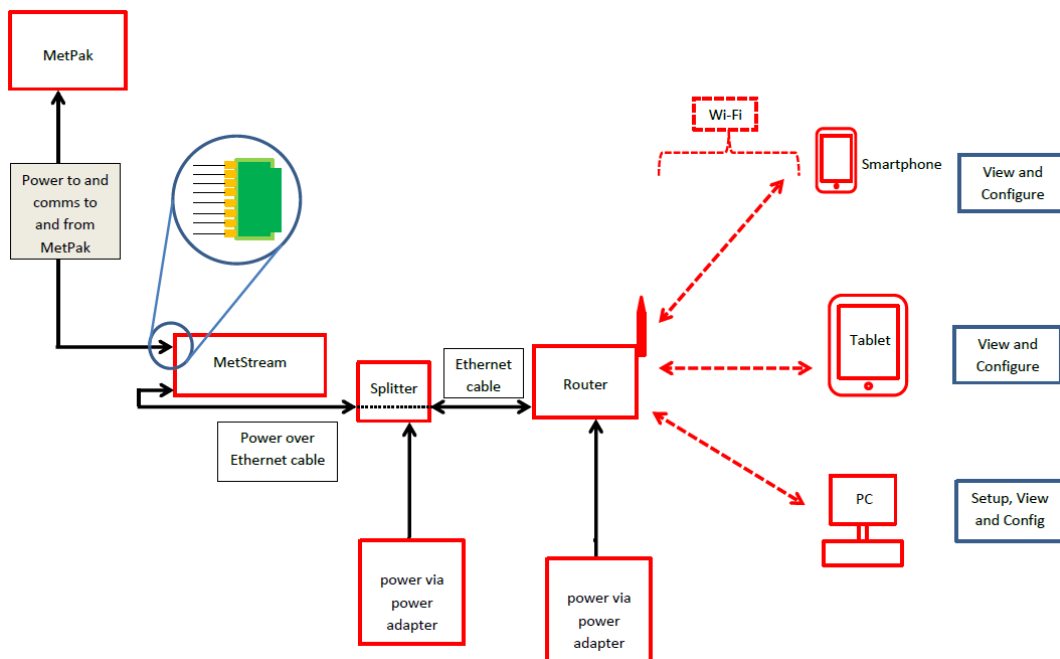 MetPak
Power to and
comms to
and from
MetPak
MetStream
Power over
Ethernet cable
Splitter
Ethernet
cable
Router
power via
power
adapter
power via
power
adapter
Wi-Fi
Smartphone
View and
Configure
Tablet
View and
Configure
PC
Setup, View
and Config